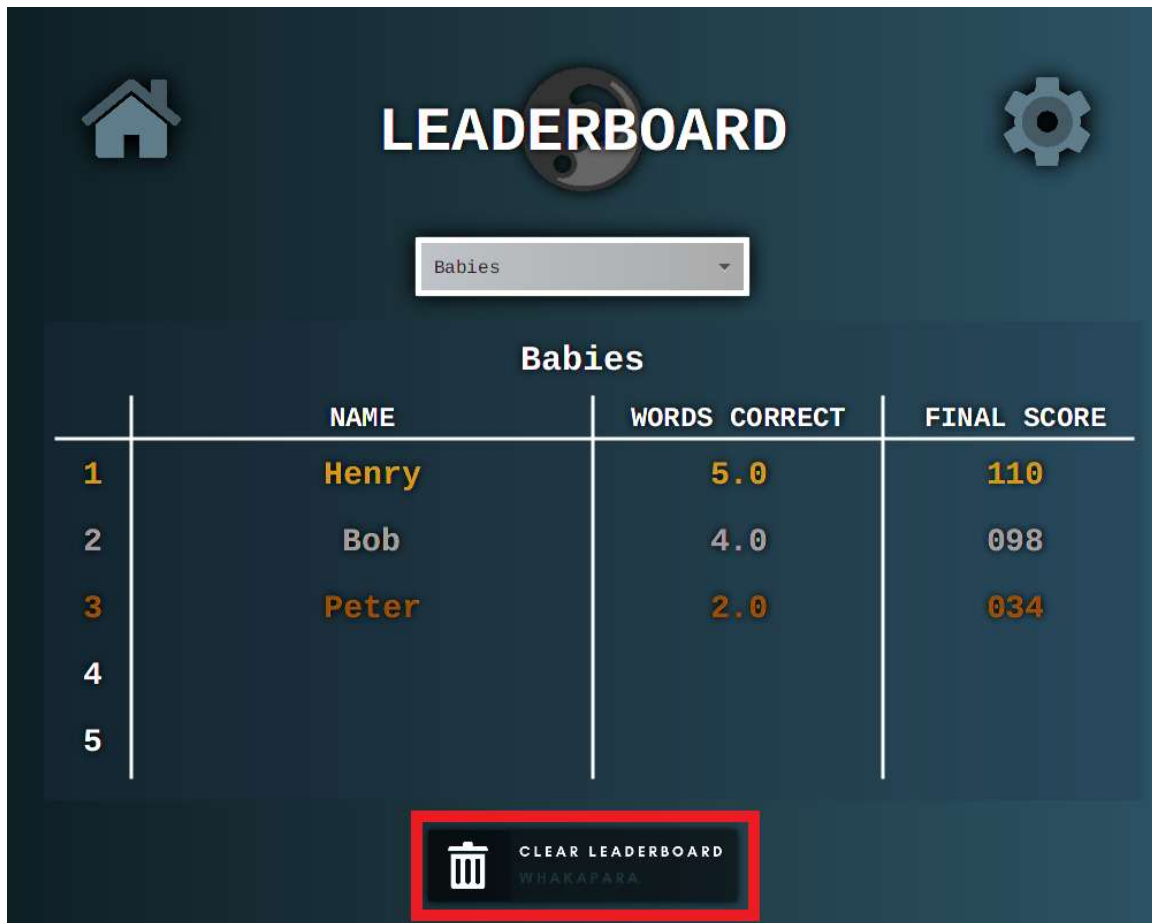 LEADERBOARD
Babies
Babies
NAME WORDS CORRECT FINAL SCORE
1 Henry 5.0 110
2 Bob 4.0 098
3 Peter 2.0 034
4
5
CLEAR LEADERBOARD
WHAKAPARA